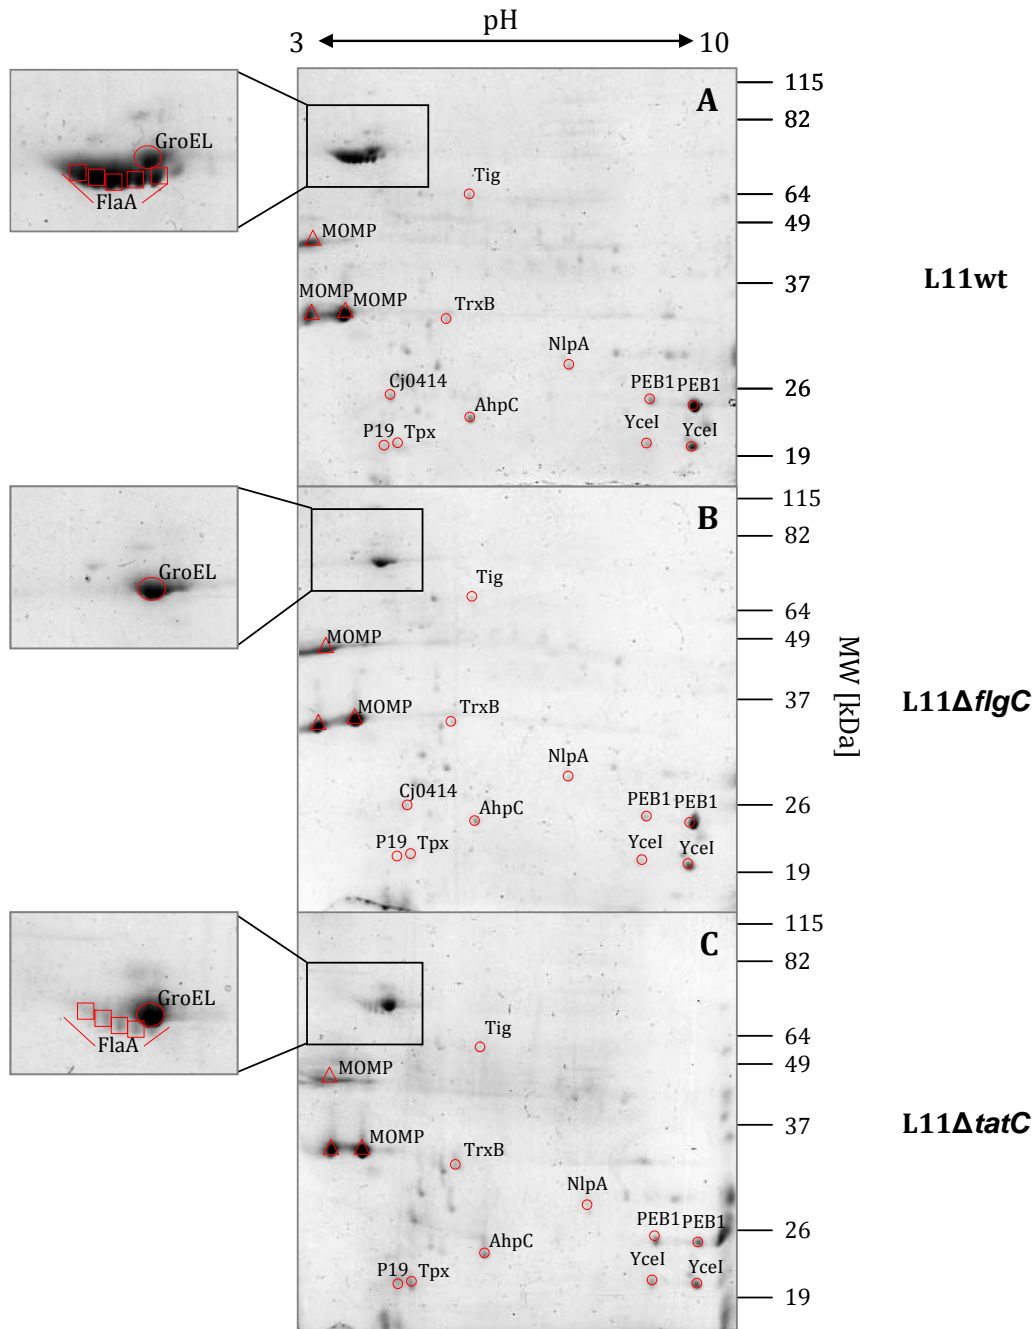 pH
3 10
A
115
82
GroEL
FlaA
Tig
64
49
MOMP
37
L11wt
MOMP MOMP
TrxB
NlpA
26
Cj0414
PEB1 PEB1
AhpC
P19 Tpx
YceI YceI
19
B
115
82
GroEL
Tig
64
49
MOMP
MW [kDa]
37
L11ΔflgC
MOMP
TrxB
NlpA
26
Cj0414
PEB1 PEB1
AhpC
P19 Tpx
YceI YceI
19
C
115
82
GroEL
FlaA
Tig
64
49
MOMP
37
L11ΔtatC
MOMP
TrxB
NlpA
26
PEB1 PEB1
AhpC
P19 Tpx
YceI YceI
19